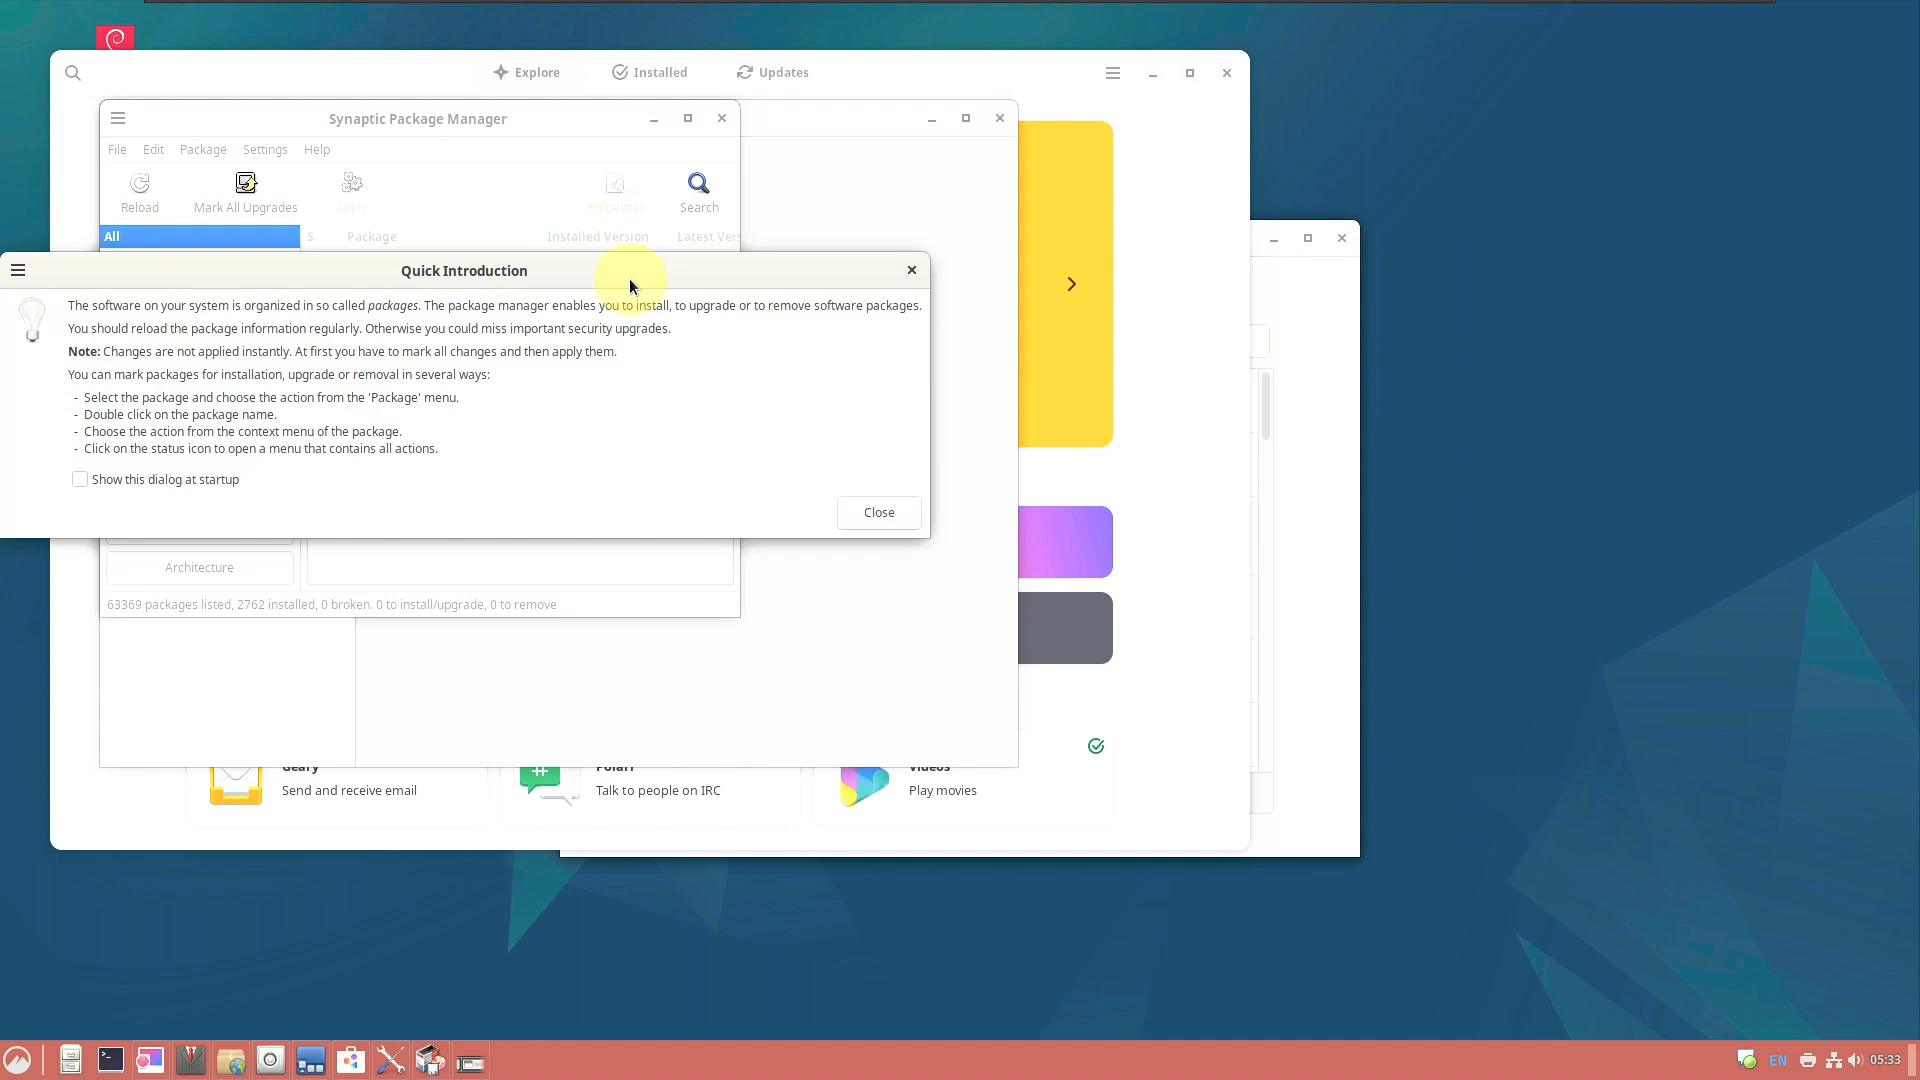 Explore
Installed
Updates
Synaptic Package Manager
File Edit Package Settings Help
Reload
Mark All Upgrades
Apply
Properties
Search
All
S Package Installed Version Latest Vers
Quick Introduction
The software on your system is organized in so called packages. The package manager enables you to install, to upgrade or to remove software packages.
You should reload the package information regularly. Otherwise you could miss important security upgrades.
Note: Changes are not applied instantly. At first you have to mark all changes and then apply them.
You can mark packages for installation, upgrade or removal in several ways:
- Select the package and choose the action from the 'Package' menu.
- Double click on the package name.
- Choose the action from the context menu of the package.
- Click on the status icon to open a menu that contains all actions.
Show this dialog at startup
Close
Architecture
63369 packages listed, 2762 installed, 0 broken. 0 to install/upgrade, 0 to remove
Geary
Send and receive email
Polari
Talk to people on IRC
Videos
Play movies
EN
05:33